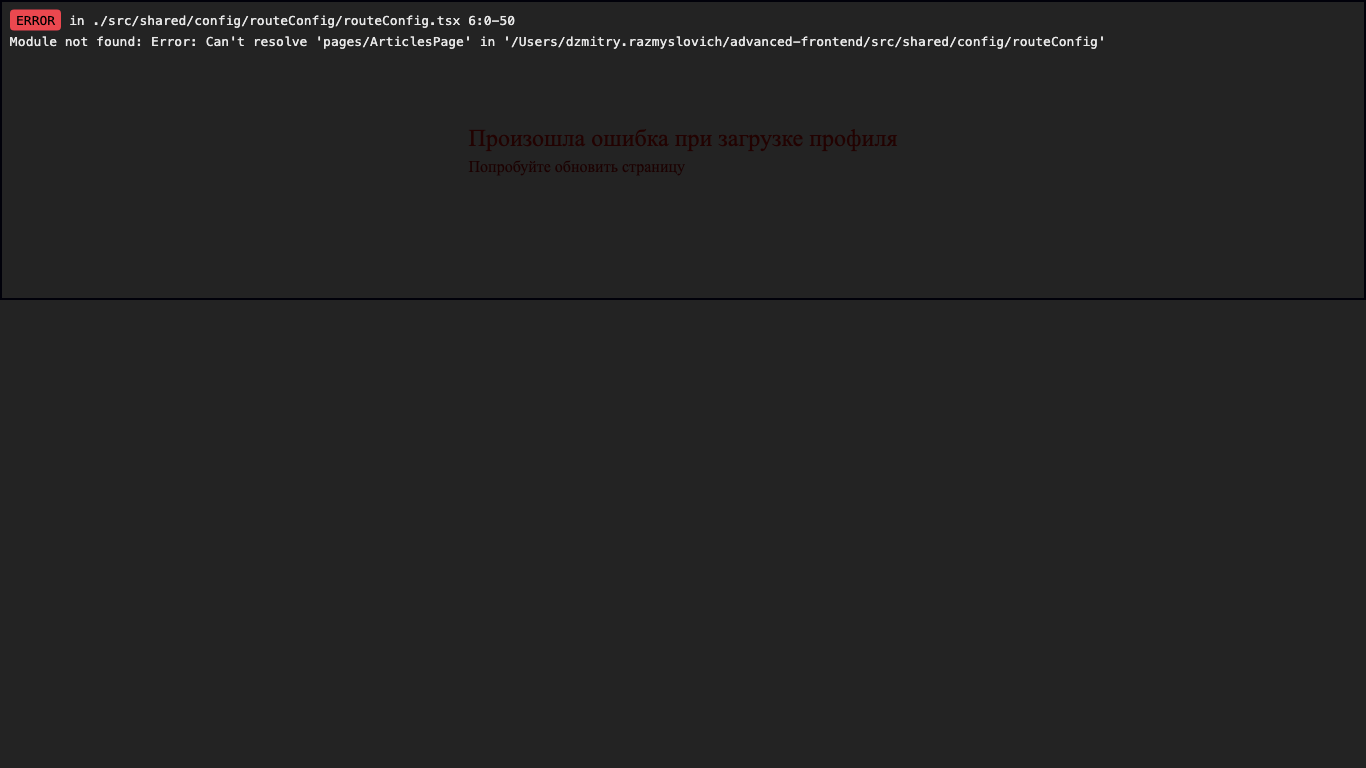 ERROR in ./src/shared/config/routeConfig/routeConfig.tsx 6:0-50
Module not found: Error: Can't resolve 'pages/ArticlesPage' in '/Users/dzmitry.razmyslovich/advanced-frontend/src/shared/config/routeConfig'
Произошла ошибка при загрузке профиля
Попробуйте обновить страницу